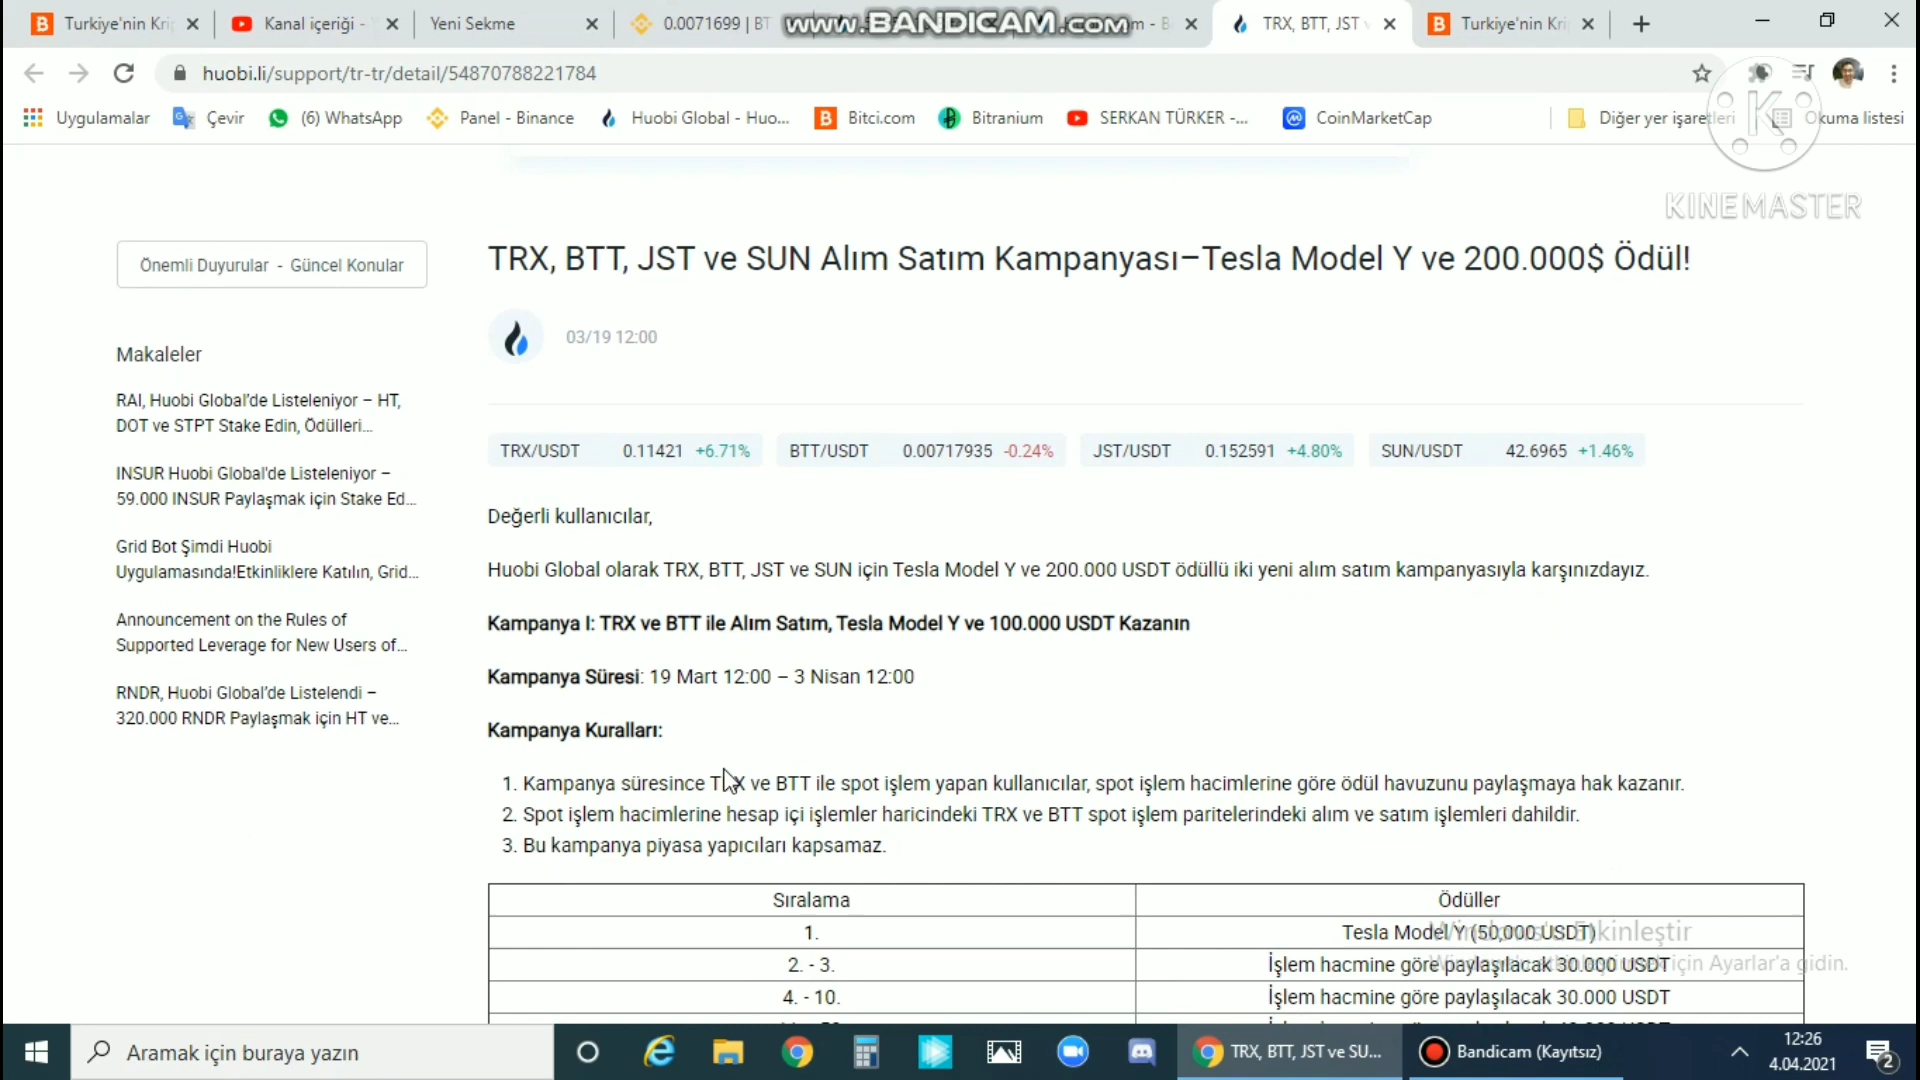 Turkiye'nin Kri
Kanal içeriği -
Yeni Sekme
0.0071699 | BT
www.BANDICAM.com
TRX, BTT, JST
Turkiye'nin Kri
huobi.li/support/tr-tr/detail/54870788221784
Uygulamalar
Çevir
(6) WhatsApp
Panel - Binance
Huobi Global - Huo...
Bitci.com
Bitranium
SERKAN TÜRKER -...
CoinMarketCap
Diğer yer işaretleri
Okuma listesi
KINEMASTER
TRX, BTT, JST ve SUN Alım Satım Kampanyası–Tesla Model Y ve 200.000$ Ödül!
Önemli Duyurular - Güncel Konular
03/19 12:00
Makaleler
RAI, Huobi Global'de Listeleniyor – HT,
DOT ve STPT Stake Edin, Ödülleri...
INSUR Huobi Global'de Listeleniyor –
59.000 INSUR Paylaşmak için Stake Ed...
Grid Bot Şimdi Huobi
Uygulamasında!Etkinliklere Katılın, Grid...
Announcement on the Rules of
Supported Leverage for New Users of...
RNDR, Huobi Global'de Listelendi –
320.000 RNDR Paylaşmak için HT ve...
TRX/USDT 0.11421 +6.71%
BTT/USDT 0.00717935 -0.24%
JST/USDT 0.152591 +4.80%
SUN/USDT 42.6965 +1.46%
Değerli kullanıcılar,
Huobi Global olarak TRX, BTT, JST ve SUN için Tesla Model Y ve 200.000 USDT ödüllü iki yeni alım satım kampanyasıyla karşınızdayız.
Kampanya I: TRX ve BTT ile Alım Satım, Tesla Model Y ve 100.000 USDT Kazanın
Kampanya Süresi: 19 Mart 12:00 – 3 Nisan 12:00
Kampanya Kuralları:
1. Kampanya süresince TRX ve BTT ile spot işlem yapan kullanıcılar, spot işlem hacimlerine göre ödül havuzunu paylaşmaya hak kazanır.
2. Spot işlem hacimlerine hesap içi işlemler haricindeki TRX ve BTT spot işlem paritelerindeki alım ve satım işlemleri dahildir.
3. Bu kampanya piyasa yapıcıları kapsamaz.
Sıralama Ödüller
1. Tesla Model Y (50,000 USDT)
2. - 3. İşlem hacmine göre paylaşılacak 30.000 USDT
4. - 10. İşlem hacmine göre paylaşılacak 30.000 USDT
Windows'u Etkinleştir
için Ayarlar'a gidin.
Aramak için buraya yazın
TRX, BTT, JST ve SU...
Bandicam (Kayıtsız)
12:26
4.04.2021
2